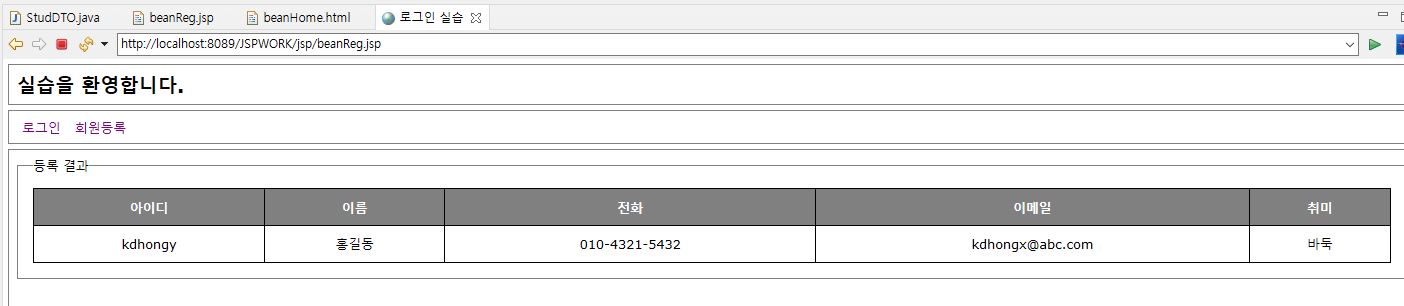 StudDTO.java beanReg.jsp beanHome.html 로그인 실습
http://localhost:8089/JSPWORK/jsp/beanReg.jsp
실습을 환영합니다.
로그인 회원등록
등록 결과
아이디 이름 전화 이메일 취미
kdhongy 홍길동 010-4321-5432 kdhongx@abc.com 바둑